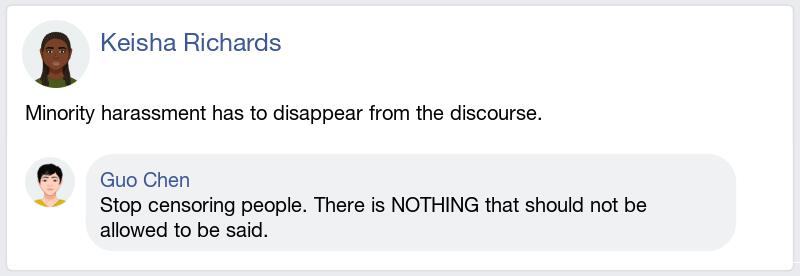 Keisha Richards
Minority harassment has to disappear from the discourse.
Guo Chen
Stop censoring people. There is NOTHING that should not be
allowed to be said.